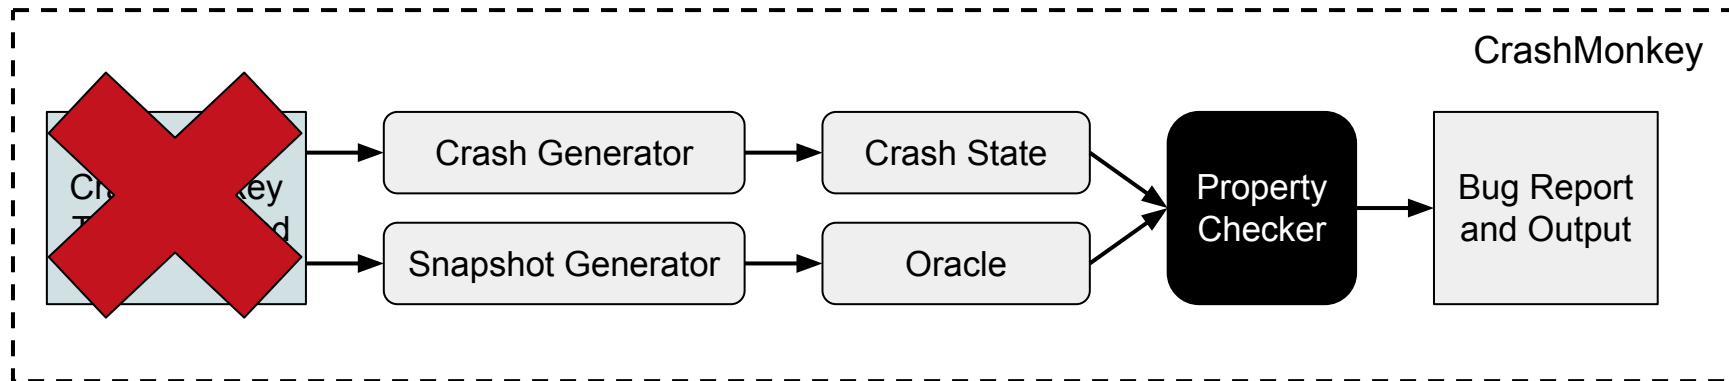 CrashMonkey
Crash Generator
Crash State
Snapshot Generator
Oracle
Property
Checker
Bug Report
and Output